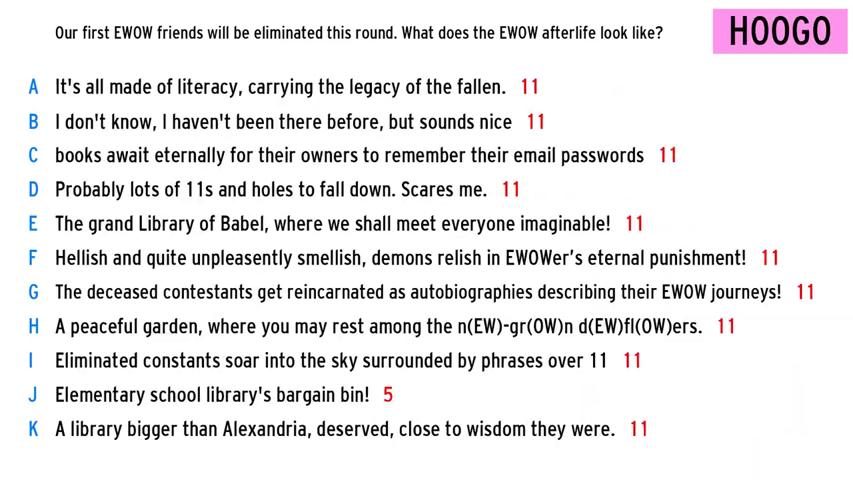 Our first EWOW friends will be eliminated this round. What does the EWOW afterlife look like?
HOOGO
A It's all made of literacy, carrying the legacy of the fallen. 11
B I don't know, I haven't been there before, but sounds nice 11
C books await eternally for their owners to remember their email passwords 11
D Probably lots of 11s and holes to fall down. Scares me. 11
E The grand Library of Babel, where we shall meet everyone imaginable! 11
F Hellish and quite unpleasently smellish, demons relish in EWOWer's eternal punishment! 11
G The deceased contestants get reincarnated as autobiographies describing their EWOW journeys! 11
H A peaceful garden, where you may rest among the n(EW)-gr(OW)n d(EW)fl(OW)ers. 11
I Eliminated constants soar into the sky surrounded by phrases over 11 11
J Elementary school library's bargain bin! 5
K A library bigger than Alexandria, deserved, close to wisdom they were. 11